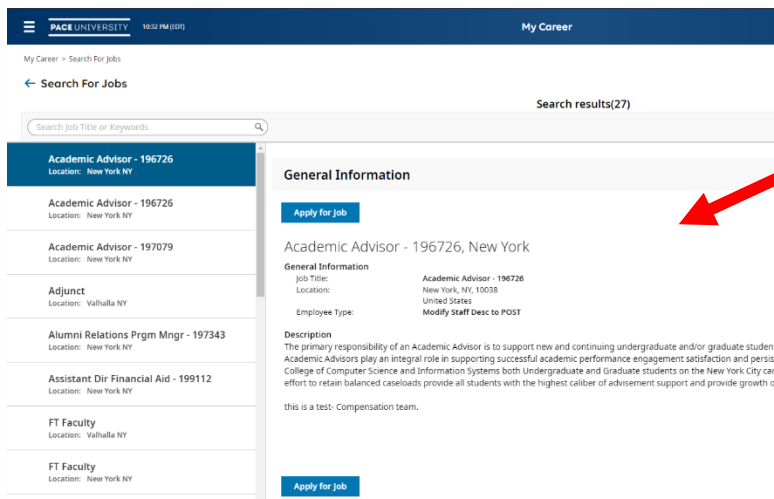 PACE UNIVERSITY 10:32 PM (EDT) My Career
My Career > Search For Jobs
Search For Jobs
Search results(27)
Search Job Title or Keywords
Academic Advisor - 196726
Location: New York NY
Academic Advisor - 196726
Location: New York NY
Academic Advisor - 197079
Location: New York NY
Adjunct
Location: Valhalla NY
Alumni Relations Prgm Mngr - 197343
Location: New York NY
Assistant Dir Financial Aid - 199112
Location: New York NY
FT Faculty
Location: Valhalla NY
FT Faculty
Location: New York NY
General Information
Apply for Job
Academic Advisor - 196726, New York
General Information
Job Title: Academic Advisor - 196726
Location: New York, NY, 10038
United States
Employee Type: Modify Staff Desc to POST
Description
The primary responsibility of an Academic Advisor is to support new and continuing undergraduate and/or graduate studen
Academic Advisors play an integral role in supporting successful academic performance engagement satisfaction and persis
College of Computer Science and Information Systems both Undergraduate and Graduate students on the New York City ca
effort to retain balanced caseloads provide all students with the highest caliber of advisement support and provide growth o
this is a test- Compensation team.
Apply for Job